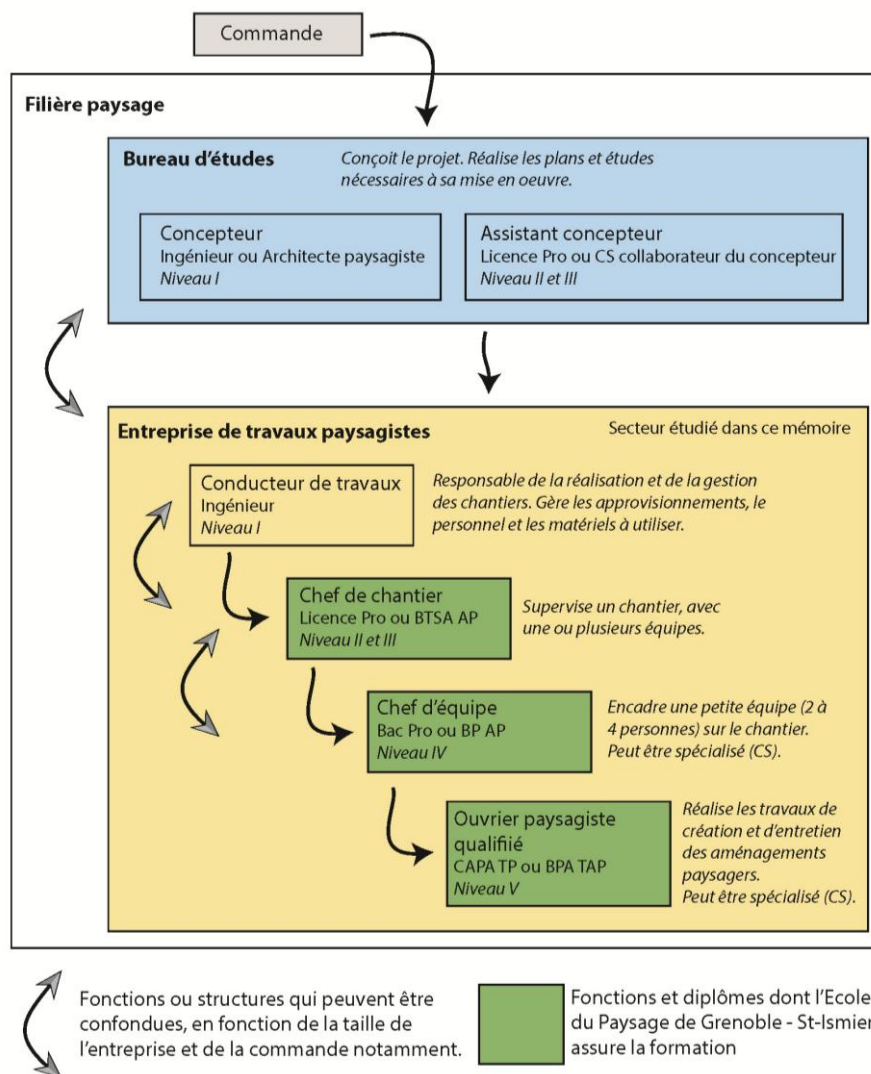 Commande
Filière paysage
Bureau d'études
Conçoit le projet. Réalise les plans et études
nécessaires à sa mise en oeuvre.
Concepteur
Ingénieur ou Architecte paysagiste
Niveau I
Assistant concepteur
Licence Pro ou CS collaborateur du concepteur
Niveau II et III
Entreprise de travaux paysagistes
Secteur étudié dans ce mémoire
Conducteur de travaux
Ingénieur
Niveau I
Responsable de la réalisation et de la gestion
des chantiers. Gère les approvisionnements, le
personnel et les matériels à utiliser.
Chef de chantier
Licence Pro ou BTSA AP
Niveau II et III
Supervise un chantier, avec
une ou plusieurs équipes.
Chef d'équipe
Bac Pro ou BP AP
Niveau IV
Encadre une petite équipe (2 à
4 personnes) sur le chantier.
Peut être spécialisé (CS).
Ouvrier paysagiste
qualifiié
CAPA TP ou BPA TAP
Niveau V
Réalise les travaux de
création et d'entretien
des aménagements
paysagers.
Peut être spécialisé (CS).
Fonctions ou structures qui peuvent être
confondues, en fonction de la taille de
l'entreprise et de la commande notamment.
Fonctions et diplômes dont l'Ecole
du Paysage de Grenoble - St-Ismier
assure la formation